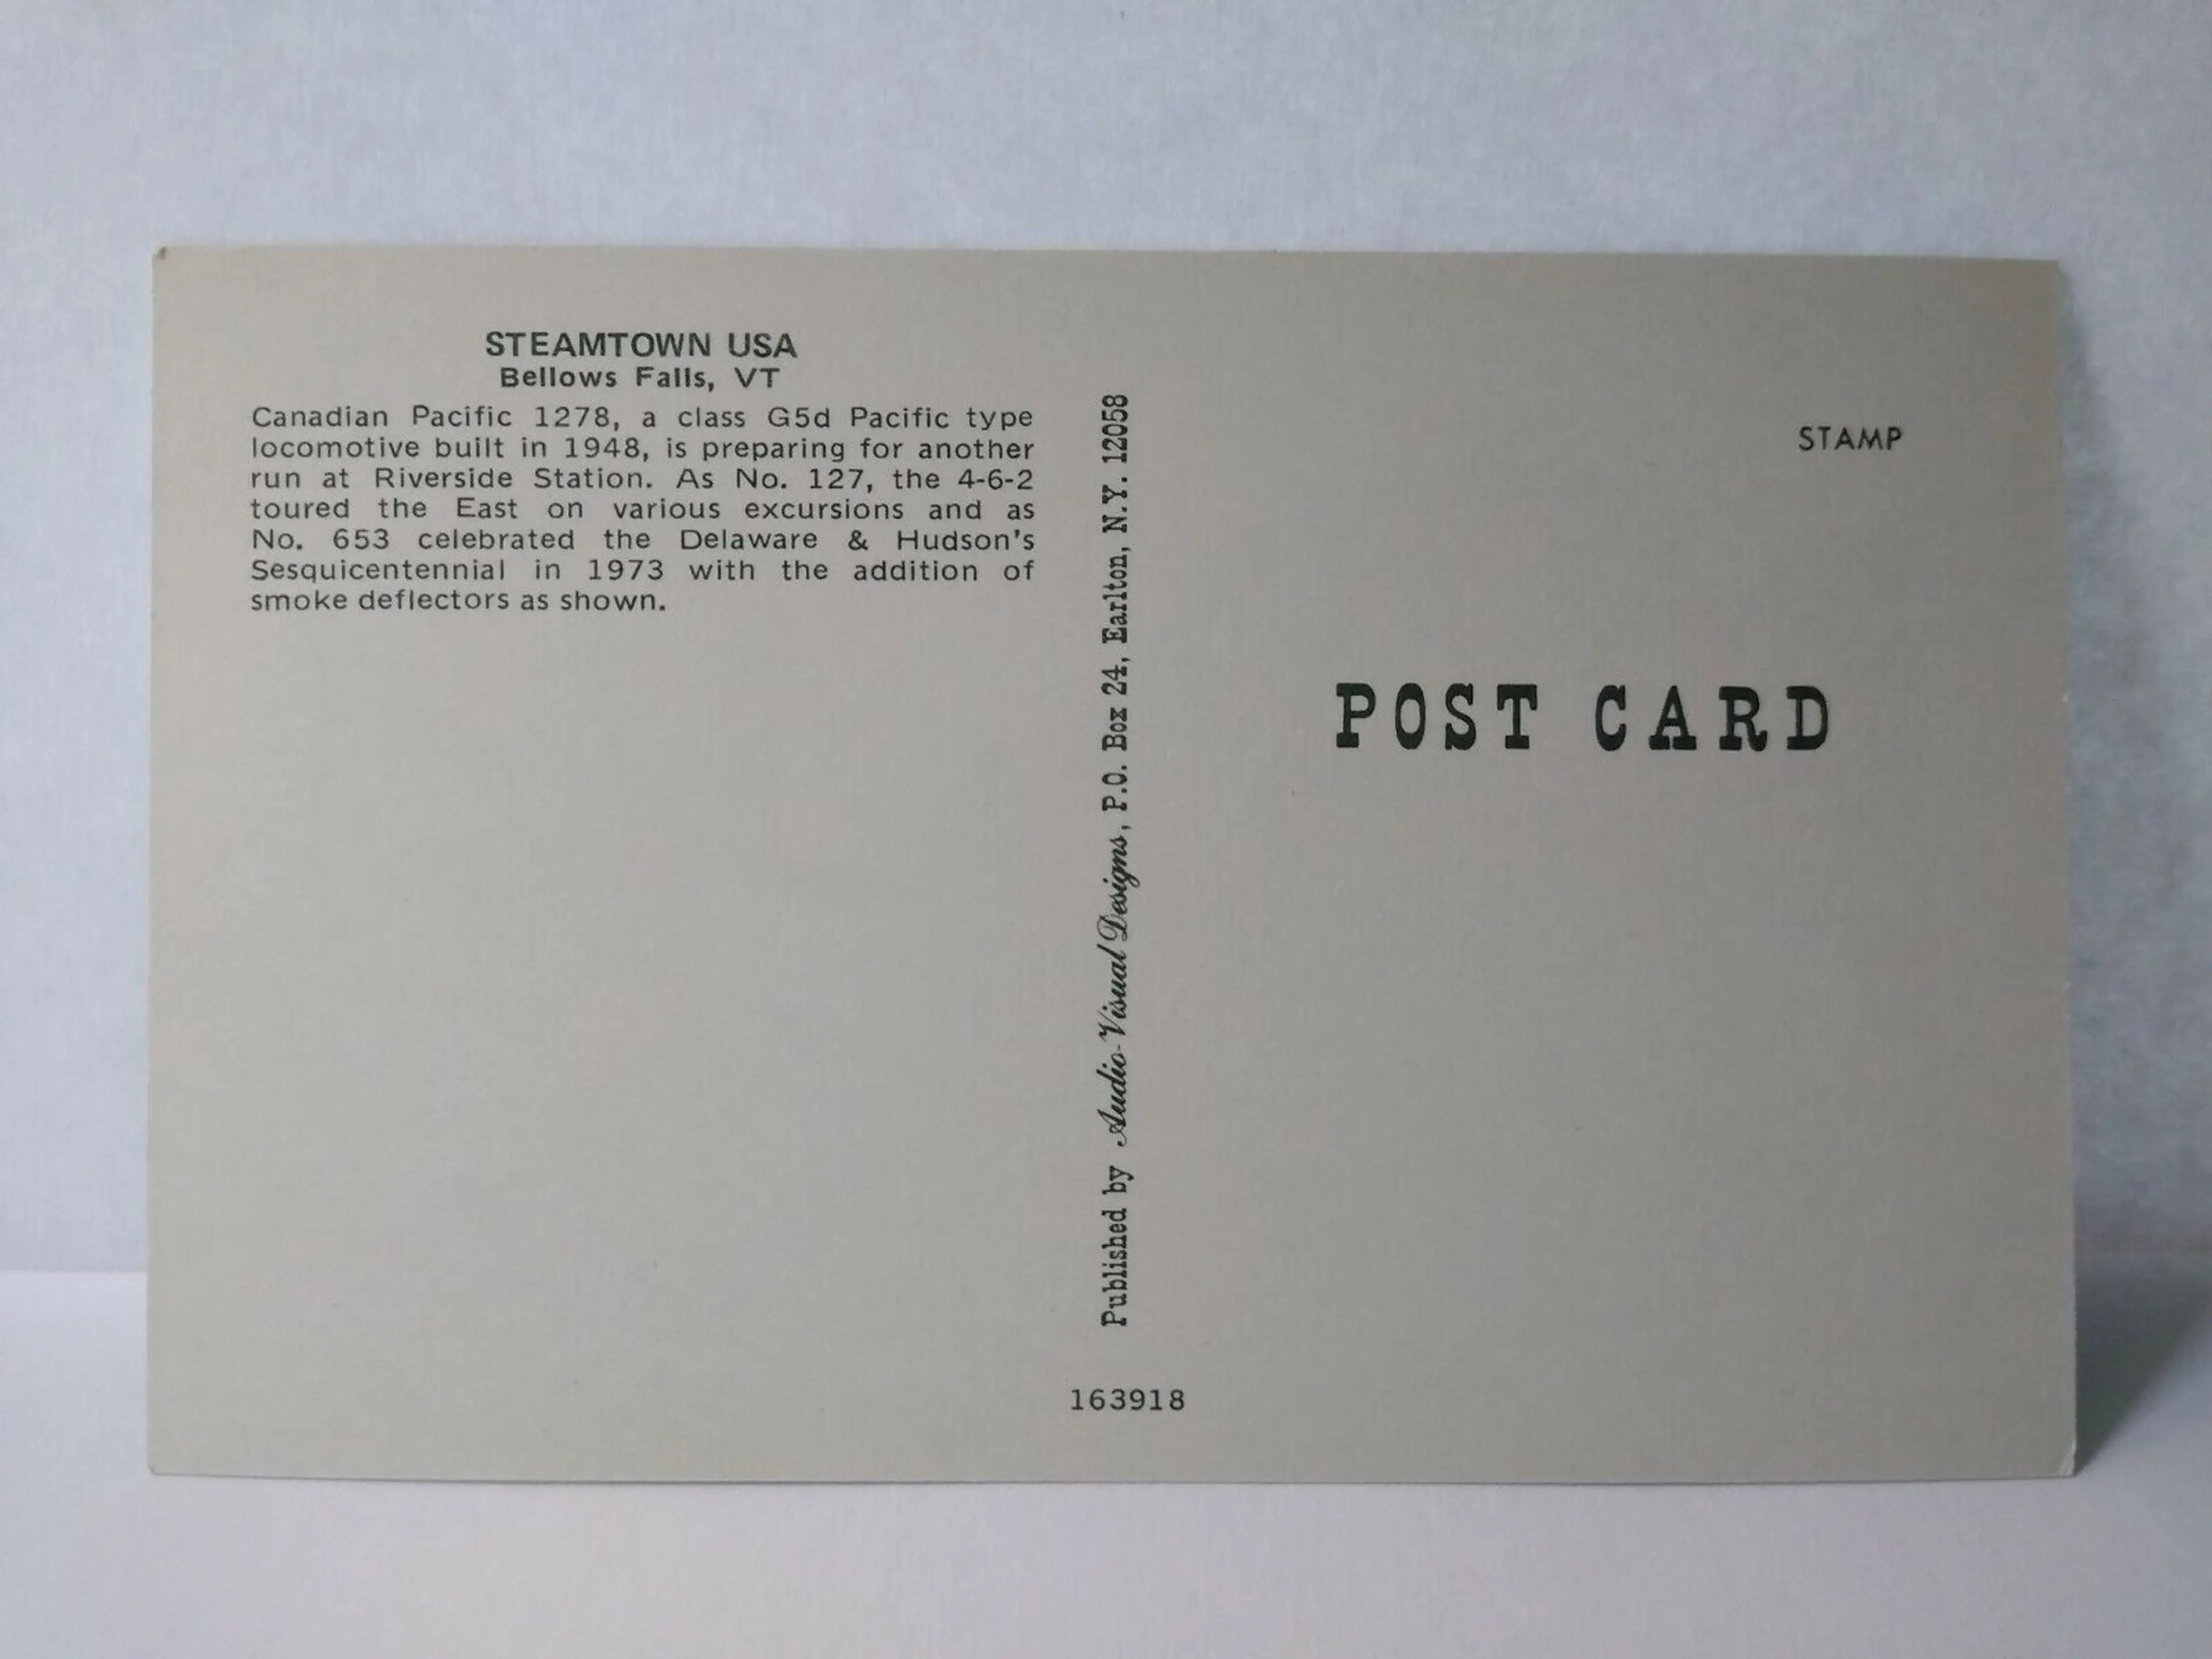 STEAMTOWN USA
Bellows Falls, VT
Canadian Pacific 1278, a class G5d Pacific type
locomotive built in 1948, is preparing for another
run at Riverside Station. As No. 127, the 4-6-2
toured the East on various excursions and as
No. 653 celebrated the Delaware & Hudson's
Sesquicentennial in 1973 with the addition of
smoke deflectors as shown.
Published by Audio-Visual Designs, P.O. Box 24, Earlton, N.Y. 12058
163918
STAMP
POST CARD